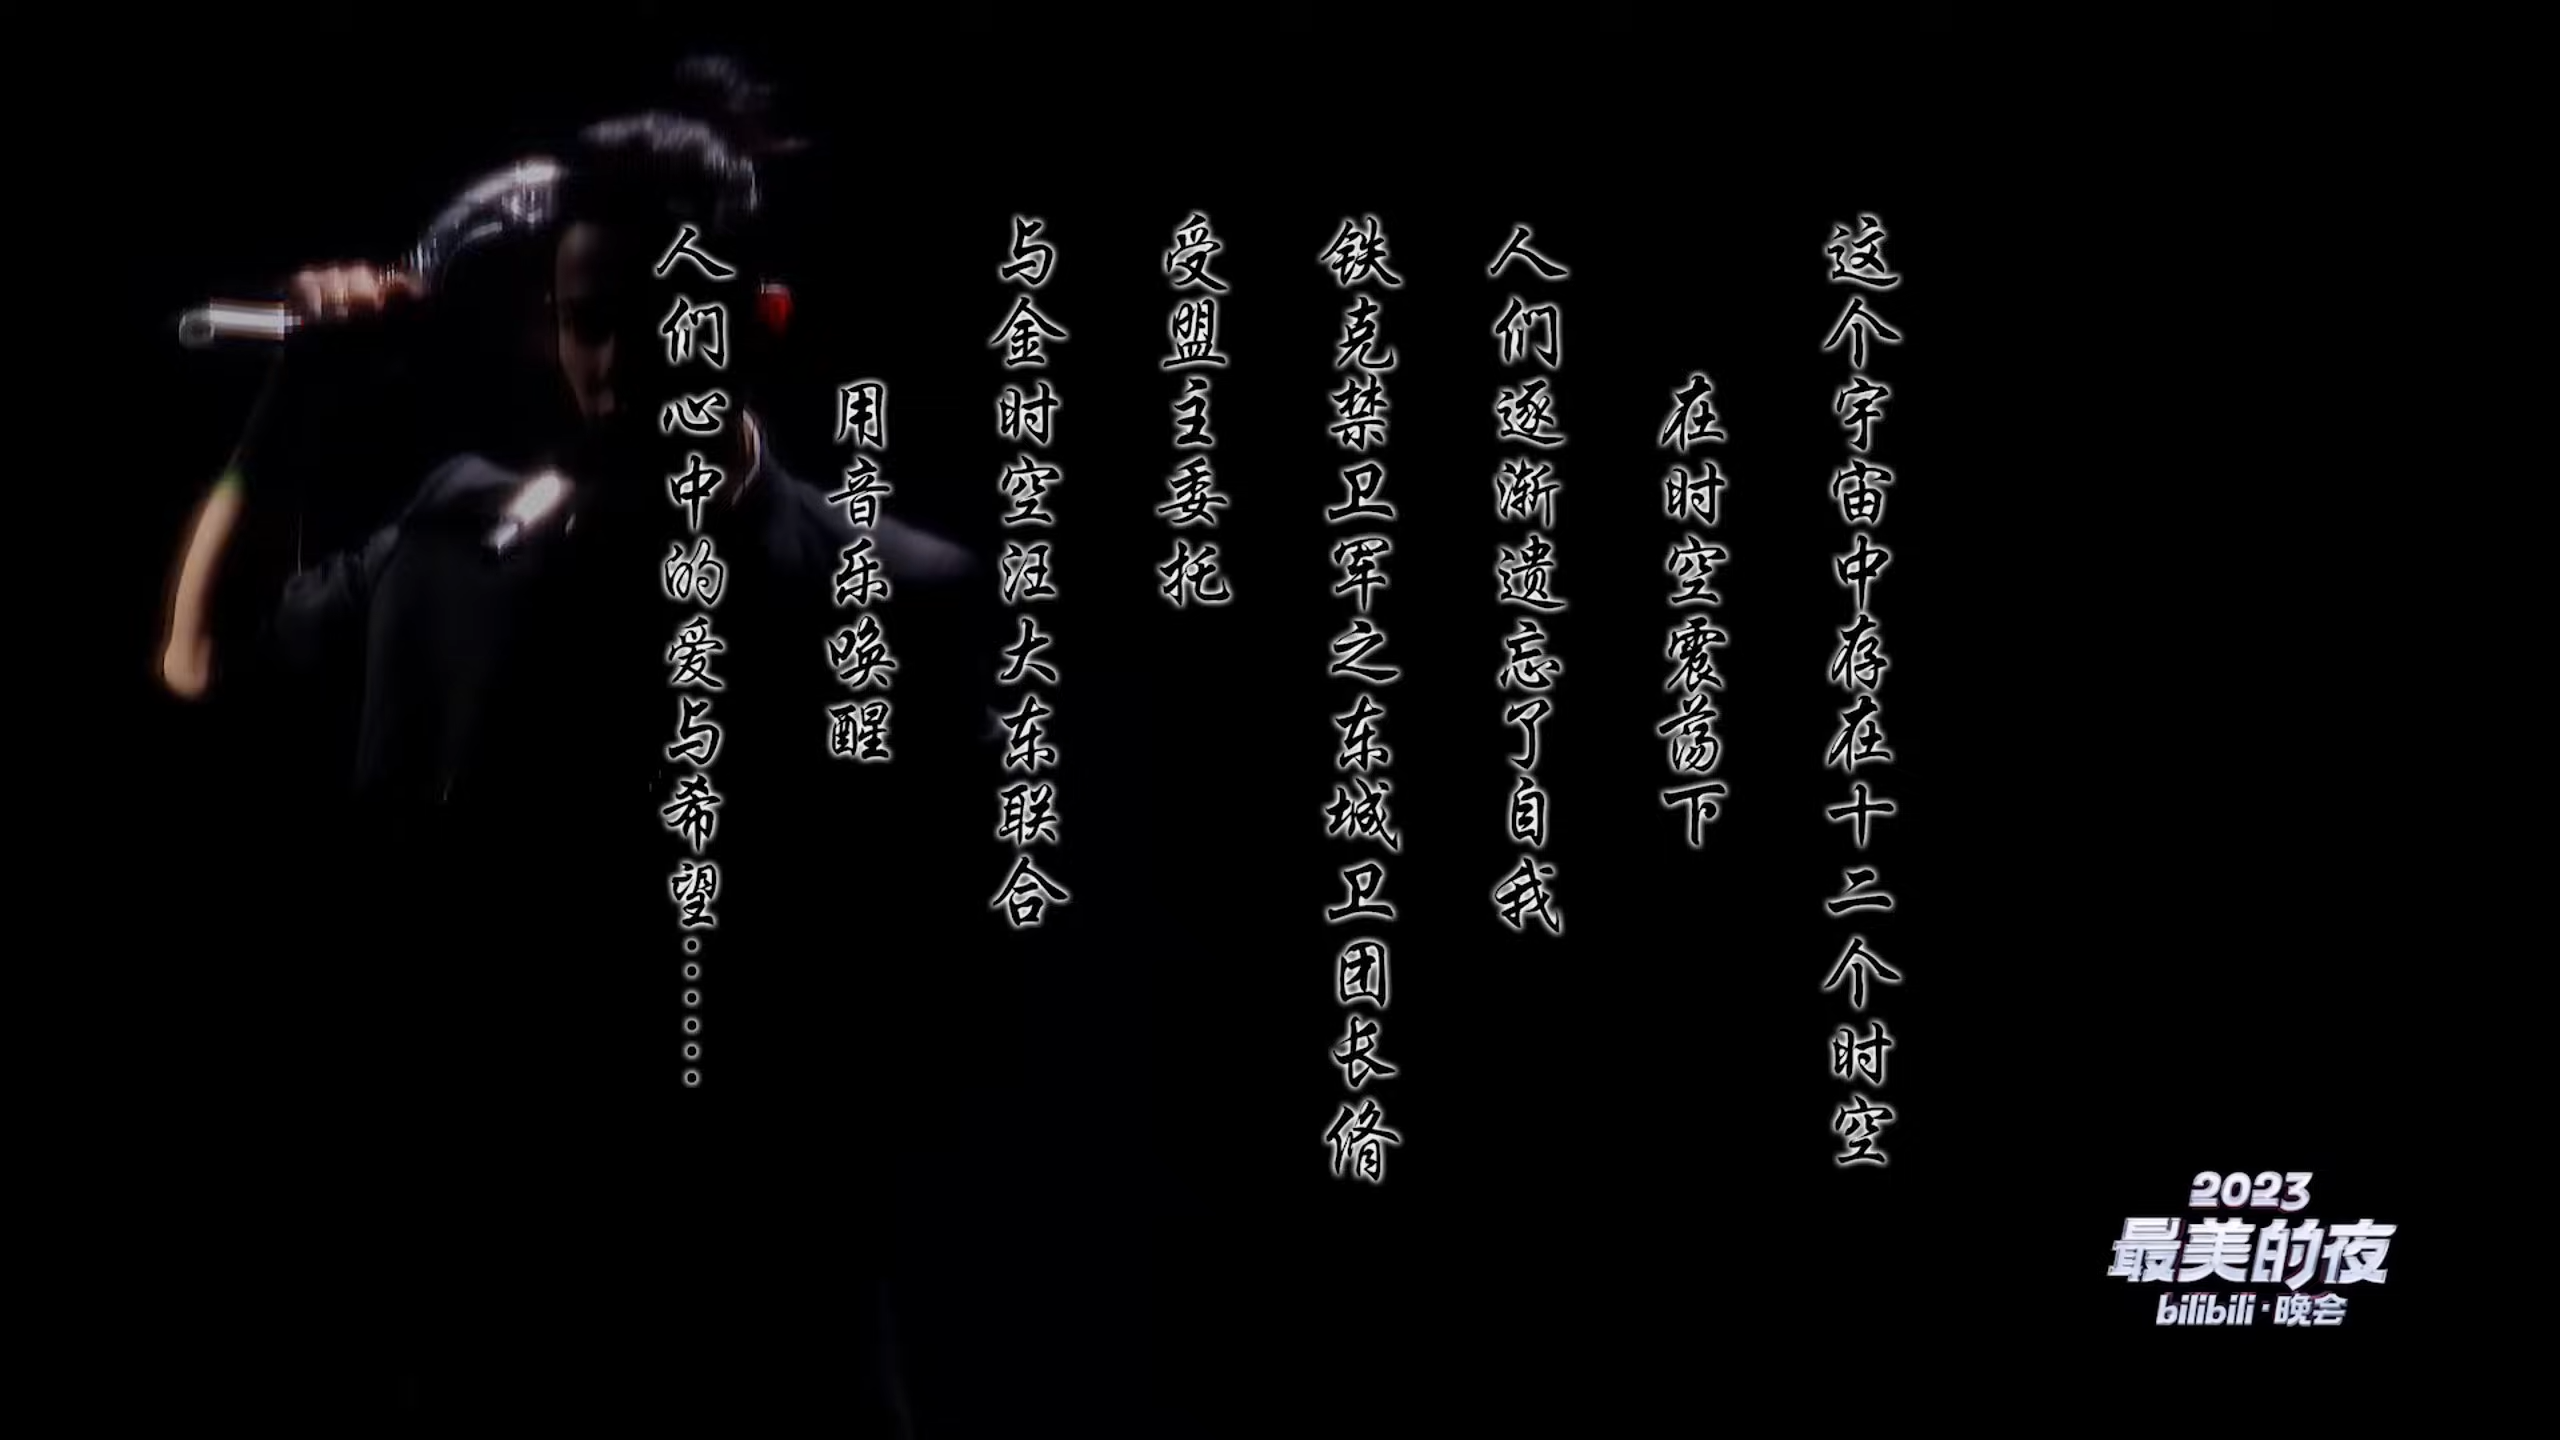 这个宇宙中存在十二个时空
在时空震荡下
人们逐渐遗忘了自我
铁克禁卫军之东城卫团长脩
受盟主委托
与金时空汪大东联合
用音乐唤醒
人们心中的爱与希望……
2023
最美的夜
bilibili·晚会